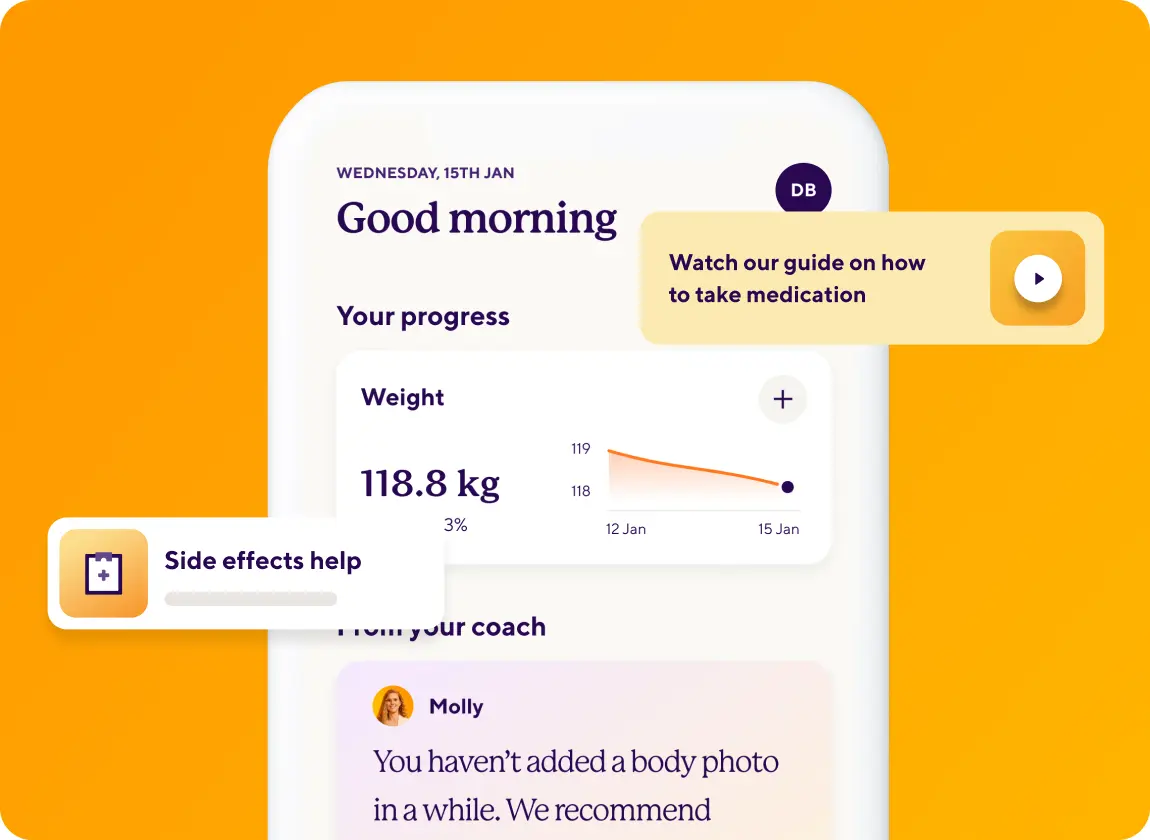 WEDNESDAY, 15TH JAN
DB
Good morning
Watch our guide on how
to take medication
Your progress
Weight
+
119
118.8 kg
118
3%
12 Jan
15 Jan
Side effects help
From your coach
Molly
You haven’t added a body photo
in a while. We recommend